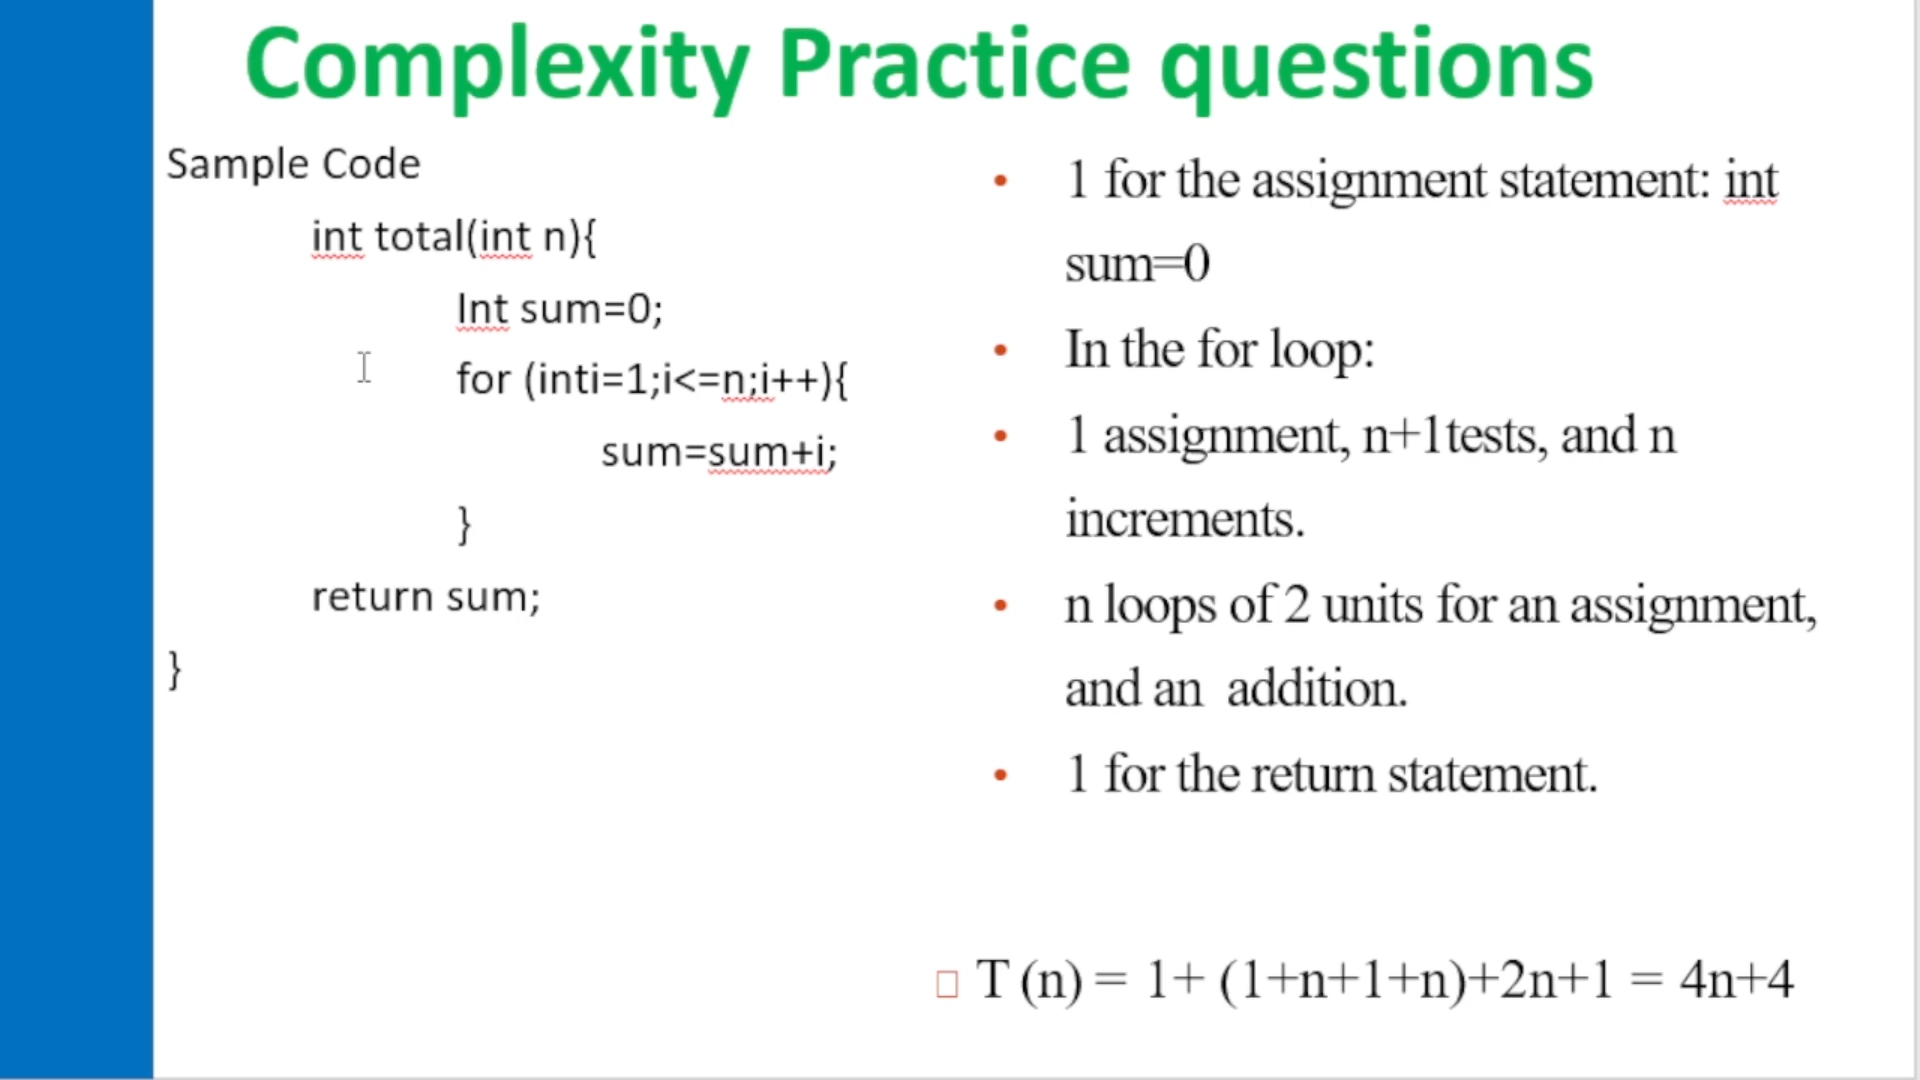 Complexity Practice questions
Sample Code
int total(int n){
Int sum=0;
for (inti=1;i<=n;i++){
sum=sum+i;
}
return sum;
}
• 1 for the assignment statement: int
sum=0
• In the for loop:
• 1 assignment, n+1tests, and n
increments.
• n loops of 2 units for an assignment,
and an addition.
• 1 for the return statement.
T (n) = 1+ (1+n+1+n)+2n+1 = 4n+4